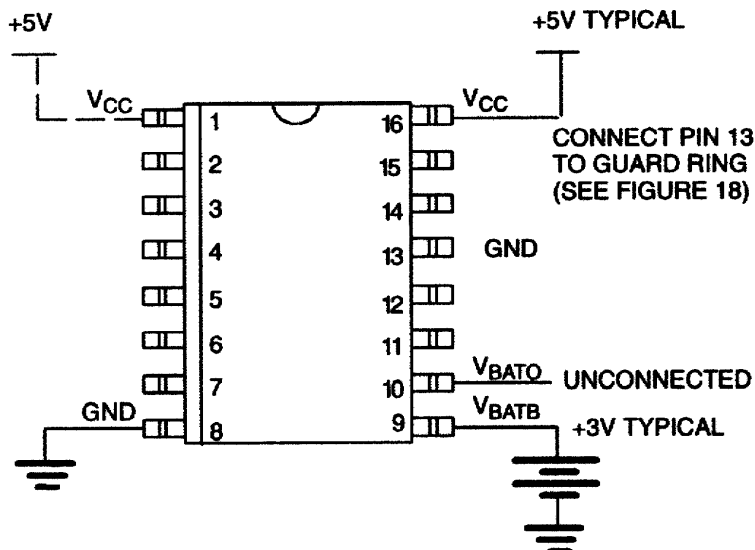 +5V
+5V TYPICAL
VCC
1
16
VCC
2
15
CONNECT PIN 13
TO GUARD RING
(SEE FIGURE 18)
3
14
4
13
GND
5
12
6
11
7
10
VBATO
UNCONNECTED
GND
8
9
VBATB
+3V TYPICAL